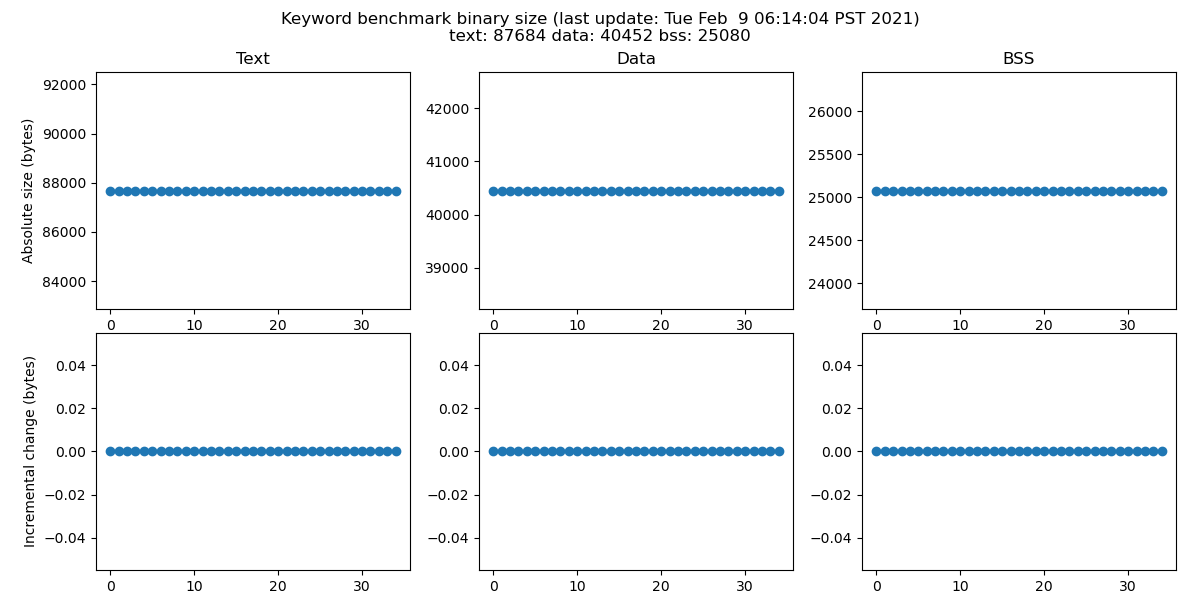 Keyword benchmark binary size (last update: Tue Feb  9 06:14:04 PST 2021)
text: 87684 data: 40452 bss: 25080
Text
Absolute size (bytes)
92000
90000
88000
86000
84000
0 10 20 30
Data
42000
41000
40000
39000
0 10 20 30
BSS
26000
25500
25000
24500
24000
0 10 20 30
Incremental change (bytes)
0.04
0.02
0.00
−0.02
−0.04
0 10 20 30
0.04
0.02
0.00
−0.02
−0.04
0 10 20 30
0.04
0.02
0.00
−0.02
−0.04
0 10 20 30